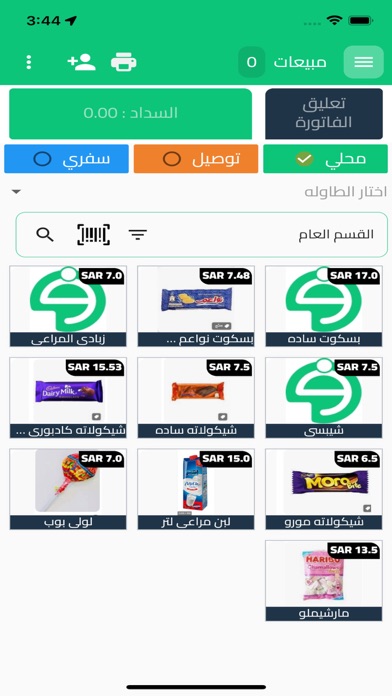 3:44
مبيعات 0
تعليق
الفاتورة
السداد : 0.00
محلي
توصيل
سفري
اختار الطاوله
القسم العام
SAR 17.0
بسكوت ساده
SAR 7.48
بسكوت نواعم ...
SAR 7.0
زبادي المراعي
SAR 7.5
شيبسي
SAR 7.5
شيكولاته ساده
SAR 15.53
Cadbury
Dairy Milk
شيكولاته كادبوري ...
SAR 6.5
Moro
شيكولاته مورو
SAR 15.0
لبن مراعي لتر
SAR 7.0
لولي بوب
SAR 13.5
HARIBO
مارشيملو